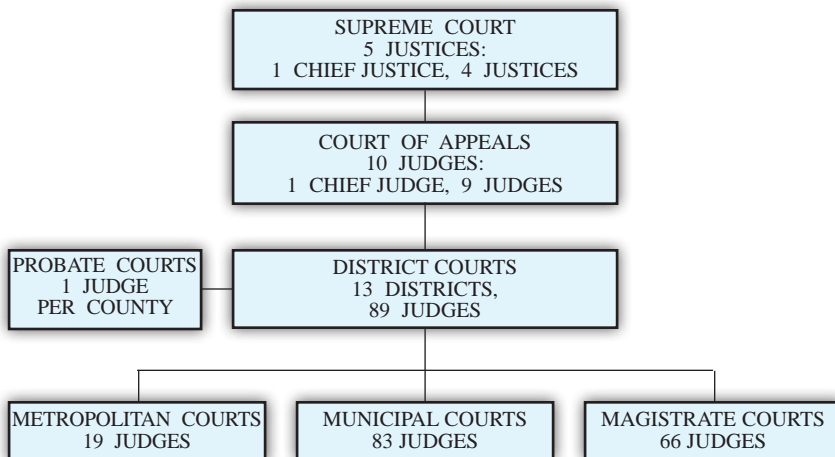 SUPREME COURT
5 JUSTICES:
1 CHIEF JUSTICE, 4 JUSTICES
COURT OF APPEALS
10 JUDGES:
1 CHIEF JUDGE, 9 JUDGES
PROBATE COURTS
1 JUDGE
PER COUNTY
DISTRICT COURTS
13 DISTRICTS,
89 JUDGES
METROPOLITAN COURTS
19 JUDGES
MUNICIPAL COURTS
83 JUDGES
MAGISTRATE COURTS
66 JUDGES